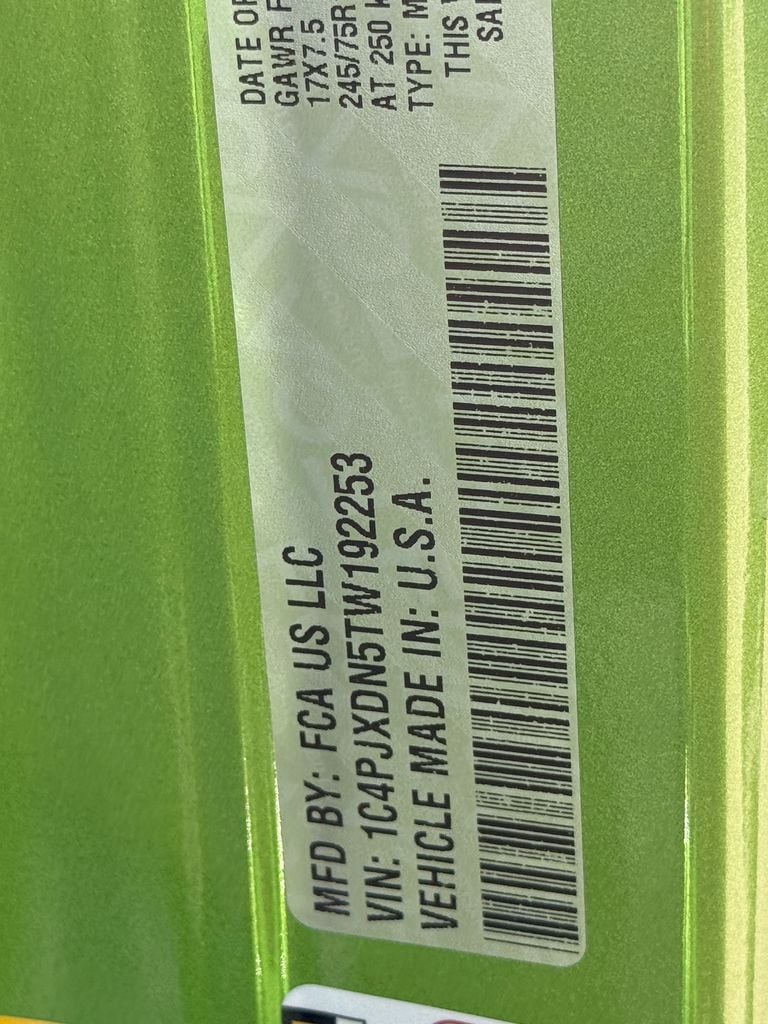 MFD BY: FCA US LLC
VIN: 1C4PJXDN5TW192253
VEHICLE MADE IN: U.S.A.
DATE OF
GAWR F
17X7.5
245/75R
AT 250 k
TYPE: M
THIS
SA